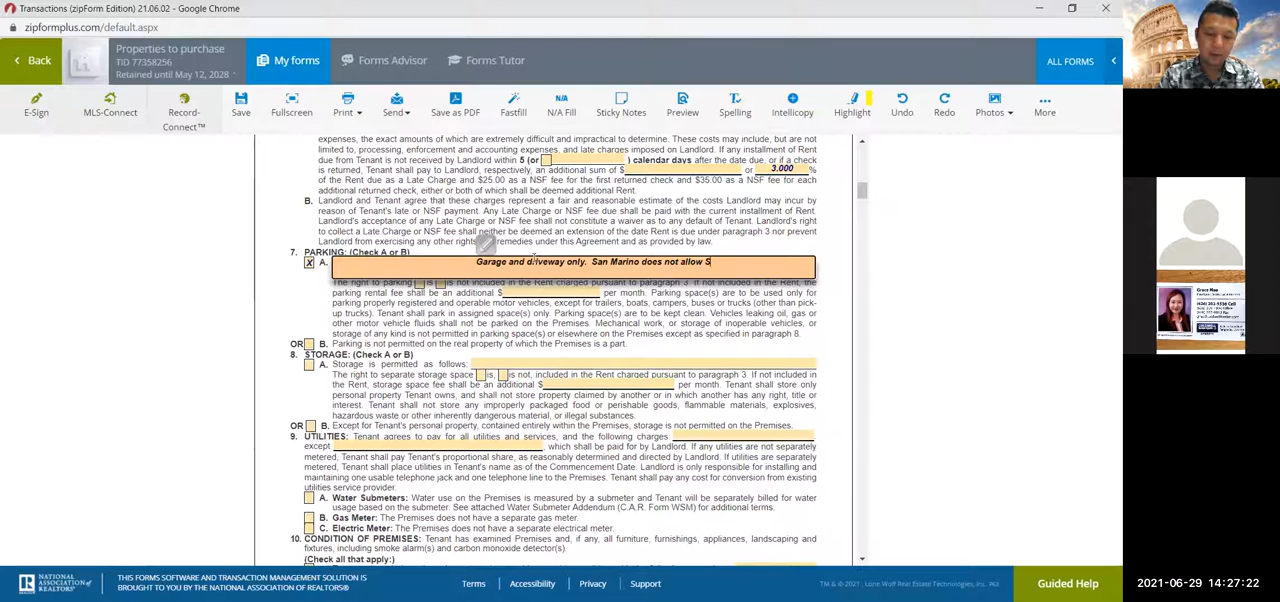 Transactions (zipForm Edition) 21.06.02 - Google Chrome
zipformplus.com/default.aspx
Back
Properties to purchase
TID 77358256
Retained until May 12, 2028
My forms
Forms Advisor
Forms Tutor
ALL FORMS
E-Sign
MLS-Connect
Record-Connect™
Save
Fullscreen
Print
Send
Save as PDF
Fastfill
N/A
N/A Fill
Sticky Notes
Preview
Spelling
Intellicopy
Highlight
Undo
Redo
Photos
More
expenses, the exact amounts of which are extremely difficult and impractical to determine. These costs may include, but are not
limited to, processing, enforcement and accounting expenses, and late charges imposed on Landlord. If any installment of Rent
due from Tenant is not received by Landlord within 5 (or ) calendar days after the date due, or if a check
is returned, Tenant shall pay to Landlord, respectively, an additional sum of $ or 3.000 %
of the Rent due as a Late Charge and $25.00 as a NSF fee for the first returned check and $35.00 as a NSF fee for each
additional returned check, either or both of which shall be deemed additional Rent.
B. Landlord and Tenant agree that these charges represent a fair and reasonable estimate of the costs Landlord may incur by
reason of Tenant's late or NSF payment. Any Late Charge or NSF fee due shall be paid with the current installment of Rent.
Landlord's acceptance of any Late Charge or NSF fee shall not constitute a waiver as to any default of Tenant. Landlord's right
to collect a Late Charge or NSF fee shall neither be deemed an extension of the date Rent is due under paragraph 3 nor prevent
Landlord from exercising any other rights remedies under this Agreement and as provided by law.
7. PARKING: (Check A or B)
X A. Garage and driveway only. San Marino does not allow S
The right to parking is is not included in the Rent charged pursuant to paragraph 3. If not included in the Rent, the
parking rental fee shall be an additional $ per month. Parking space(s) are to be used only for
parking properly registered and operable motor vehicles, except for trailers, boats, campers, buses or trucks (other than pick-
up trucks). Tenant shall park in assigned space(s) only. Parking space(s) are to be kept clean. Vehicles leaking oil, gas or
other motor vehicle fluids shall not be parked on the Premises. Mechanical work, or storage of inoperable vehicles, or
storage of any kind is not permitted in parking space(s) or elsewhere on the Premises except as specified in paragraph 8.
OR B. Parking is not permitted on the real property of which the Premises is a part.
8. STORAGE: (Check A or B)
A. Storage is permitted as follows:
The right to separate storage space is, is not, included in the Rent charged pursuant to paragraph 3. If not included in
the Rent, storage space fee shall be an additional $ per month. Tenant shall store only
personal property Tenant owns, and shall not store property claimed by another or in which another has any right, title or
interest. Tenant shall not store any improperly packaged food or perishable goods, flammable materials, explosives,
hazardous waste or other inherently dangerous material, or illegal substances.
OR B. Except for Tenant's personal property, contained entirely within the Premises, storage is not permitted on the Premises.
9. UTILITIES: Tenant agrees to pay for all utilities and services, and the following charges:
except , which shall be paid for by Landlord. If any utilities are not separately
metered, Tenant shall pay Tenant's proportional share, as reasonably determined and directed by Landlord. If utilities are separately
metered, Tenant shall place utilities in Tenant's name as of the Commencement Date. Landlord is only responsible for installing and
maintaining one usable telephone jack and one telephone line to the Premises. Tenant shall pay any cost for conversion from existing
utilities service provider.
A. Water Submeters: Water use on the Premises is measured by a submeter and Tenant will be separately billed for water
usage based on the submeter. See attached Water Submeter Addendum (C.A.R. Form WSM) for additional terms.
B. Gas Meter: The Premises does not have a separate gas meter.
C. Electric Meter: The Premises does not have a separate electrical meter.
10. CONDITION OF PREMISES: Tenant has examined Premises and, if any, all furniture, furnishings, appliances, landscaping and
fixtures, including smoke alarm(s) and carbon monoxide detector(s).
(Check all that apply:)
NATIONAL ASSOCIATION of REALTORS®
THIS FORMS SOFTWARE AND TRANSACTION MANAGEMENT SOLUTION IS
BROUGHT TO YOU BY NATIONAL ASSOCIATION OF REALTORS®
Terms
Accessibility
Privacy
Support
Guided Help
Grace Mao
2021-06-29 14:27:22